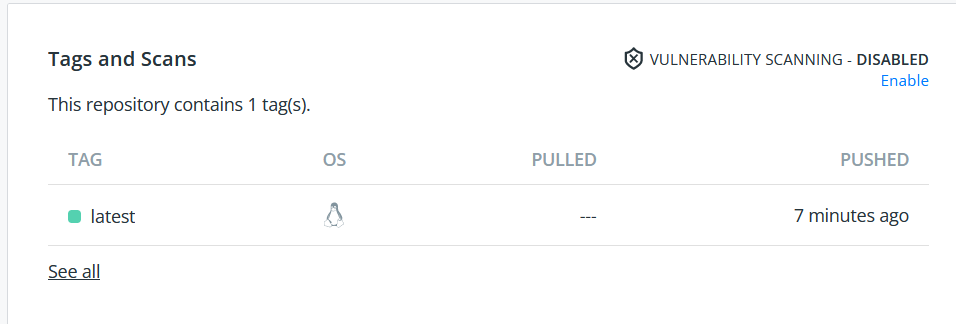 Tags and Scans
VULNERABILITY SCANNING - DISABLED
Enable
This repository contains 1 tag(s).
TAG OS PULLED PUSHED
latest --- 7 minutes ago
See all